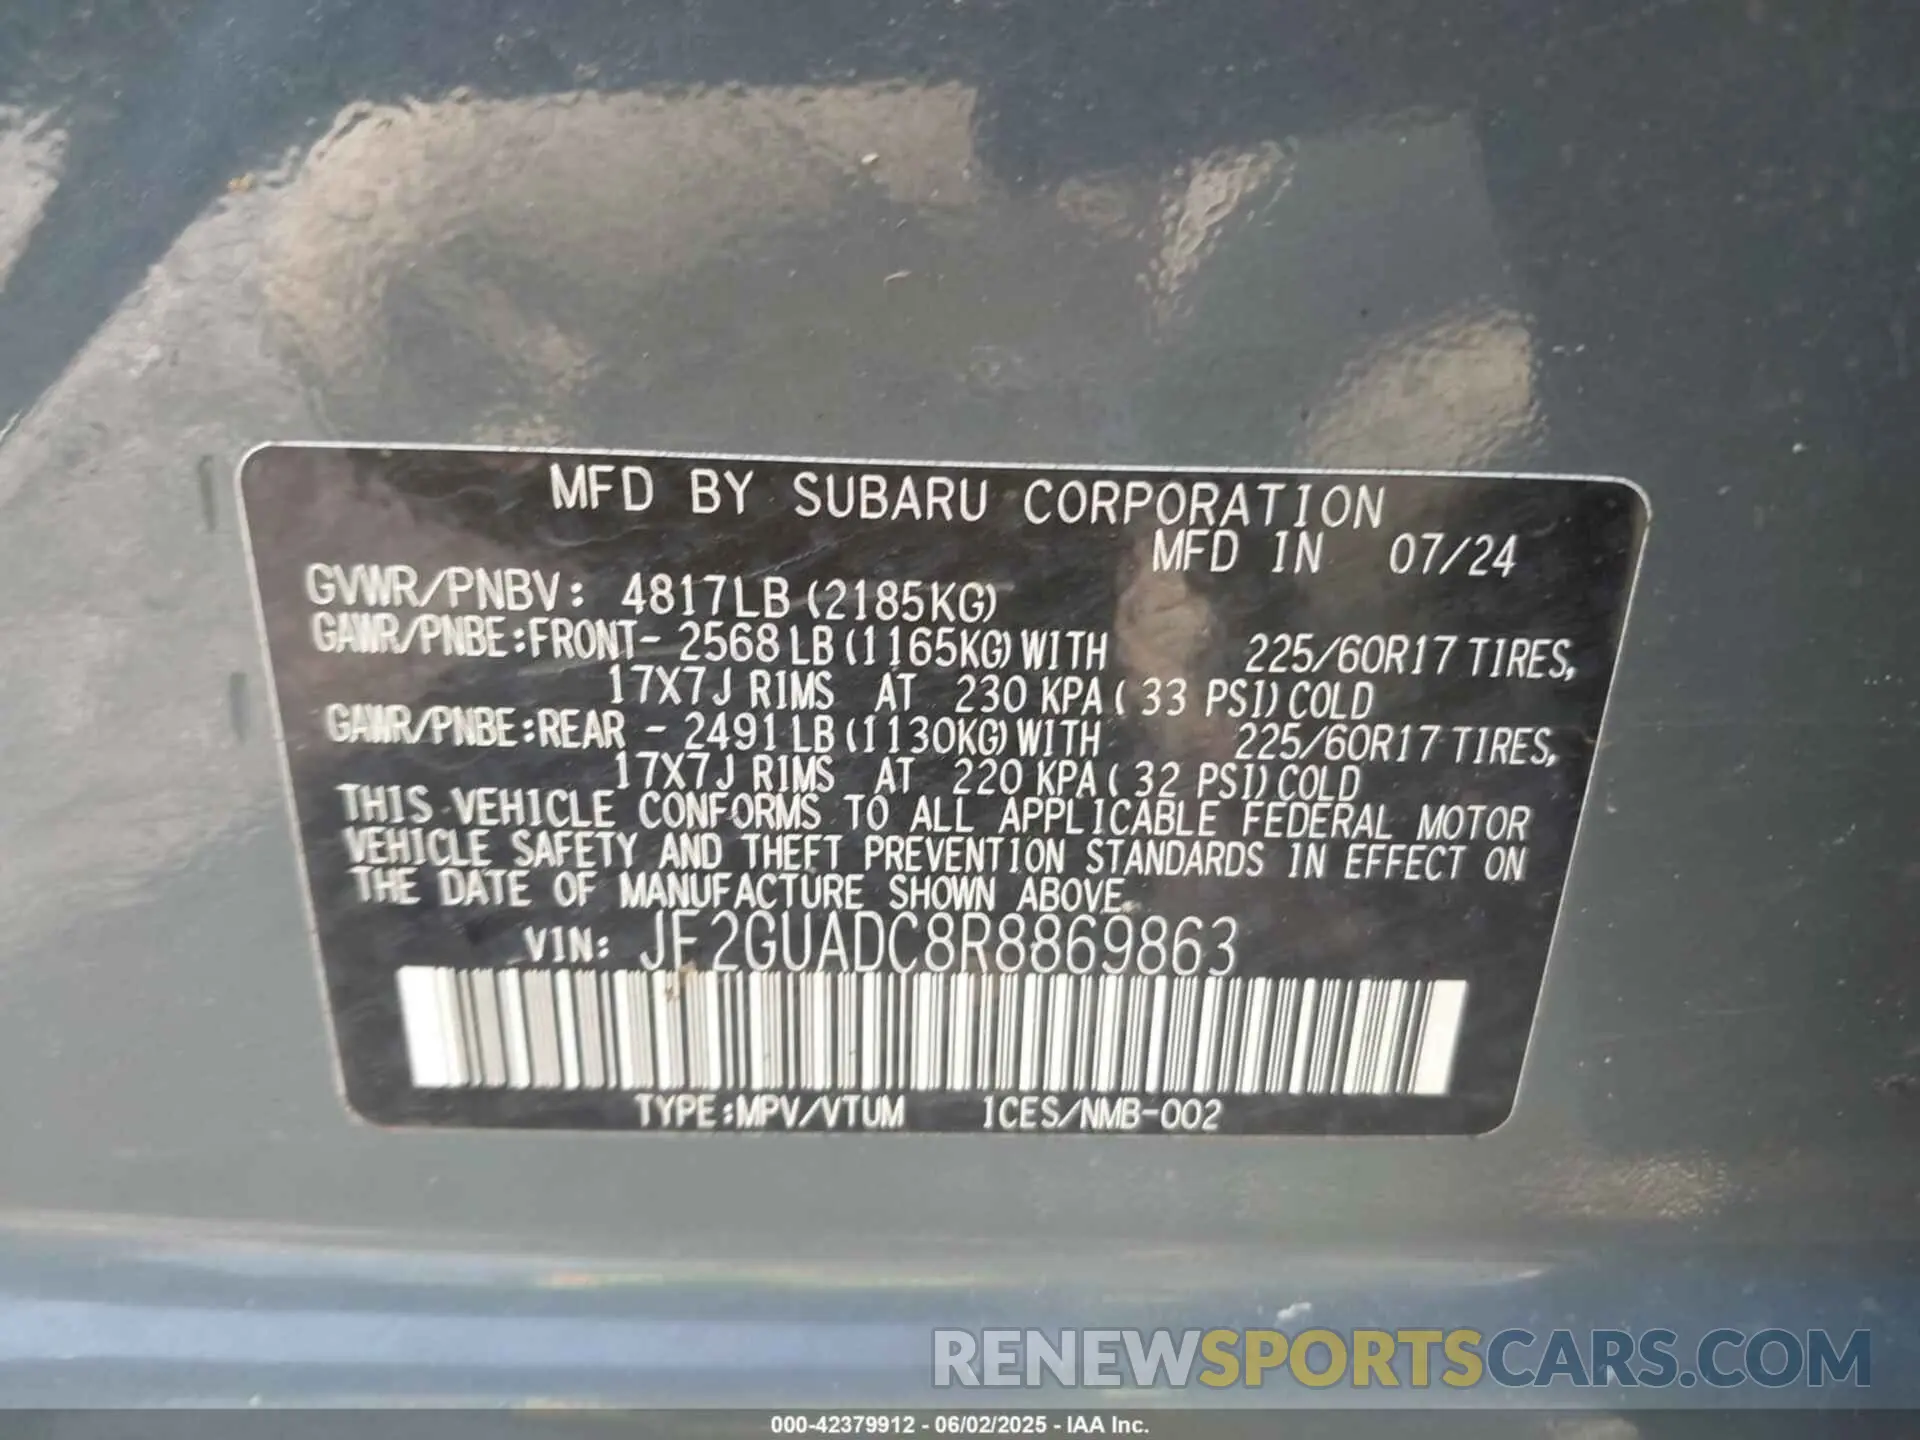 MFD BY SUBARU CORPORATION
MFD IN 07/24
GVWR/PNBV: 4817LB (2185KG)
GAWR/PNBE:FRONT- 2568 LB (1165KG) WITH 225/60R17 TIRES,
17X7J RIMS AT 230 KPA ( 33 PSI) COLD
GAWR/PNBE:REAR - 2491 LB (1130KG) WITH 225/60R17 TIRES,
17X7J RIMS AT 220 KPA ( 32 PSI) COLD
THIS VEHICLE CONFORMS TO ALL APPLICABLE FEDERAL MOTOR
VEHICLE SAFETY AND THEFT PREVENTION STANDARDS IN EFFECT ON
THE DATE OF MANUFACTURE SHOWN ABOVE.
VIN: JF2GUADC8R8869863
TYPE:MPV/VTUM ICES/NMB-002
RENEWSPORTSCARS.COM
000-42379912 - 06/02/2025 - IAA Inc.